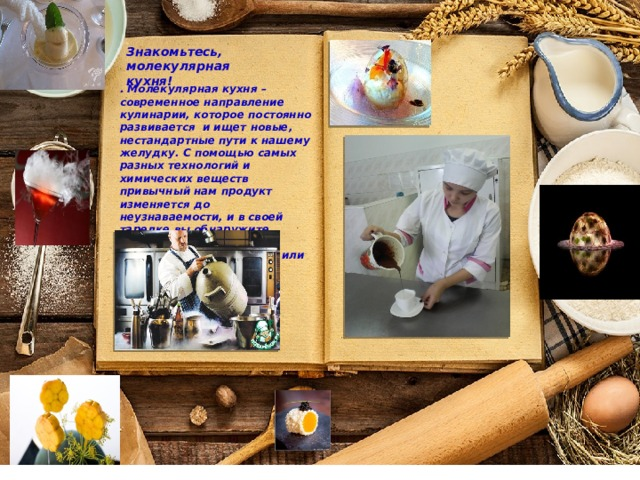 Знакомьтесь,
молекулярная
кухня!
. Молекулярная кухня –
современное направление
кулинарии, которое постоянно
развивается  и ищет новые,
нестандартные пути к нашему
желудку. С помощью самых
разных технологий и
химических веществ
привычный нам продукт
изменяется до
неузнаваемости, и в своей
тарелке вы обнаружите
или